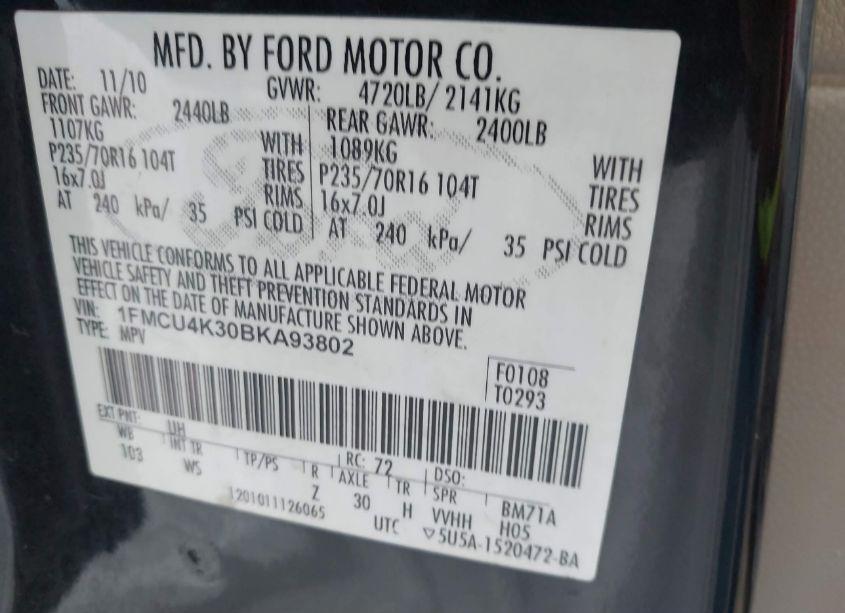 MFD. BY FORD MOTOR CO.
DATE: 11/10 GVWR: 4720LB/ 2141KG
FRONT GAWR: 2440LB REAR GAWR: 2400LB
1107KG WITH 1089KG WITH
P235/70R16 104T TIRES P235/70R16 104T TIRES
16x7.0J RIMS 16x7.0J RIMS
AT 240 kPa/ 35 PSI COLD AT 240 kPa/ 35 PSI COLD
THIS VEHICLE CONFORMS TO ALL APPLICABLE FEDERAL MOTOR
VEHICLE SAFETY AND THEFT PREVENTION STANDARDS IN
EFFECT ON THE DATE OF MANUFACTURE SHOWN ABOVE.
VIN: 1FMCU4K30BKA93802
TYPE: MPV
F0108
T0293
EXT PNT: UH RC: 72 DSO:
WB INT TR TP/PS R AXLE TR SPR BM71A
103 WS Z 30 H VVHH H05
1201011126065 UTC ▽5U5A-1520472-BA